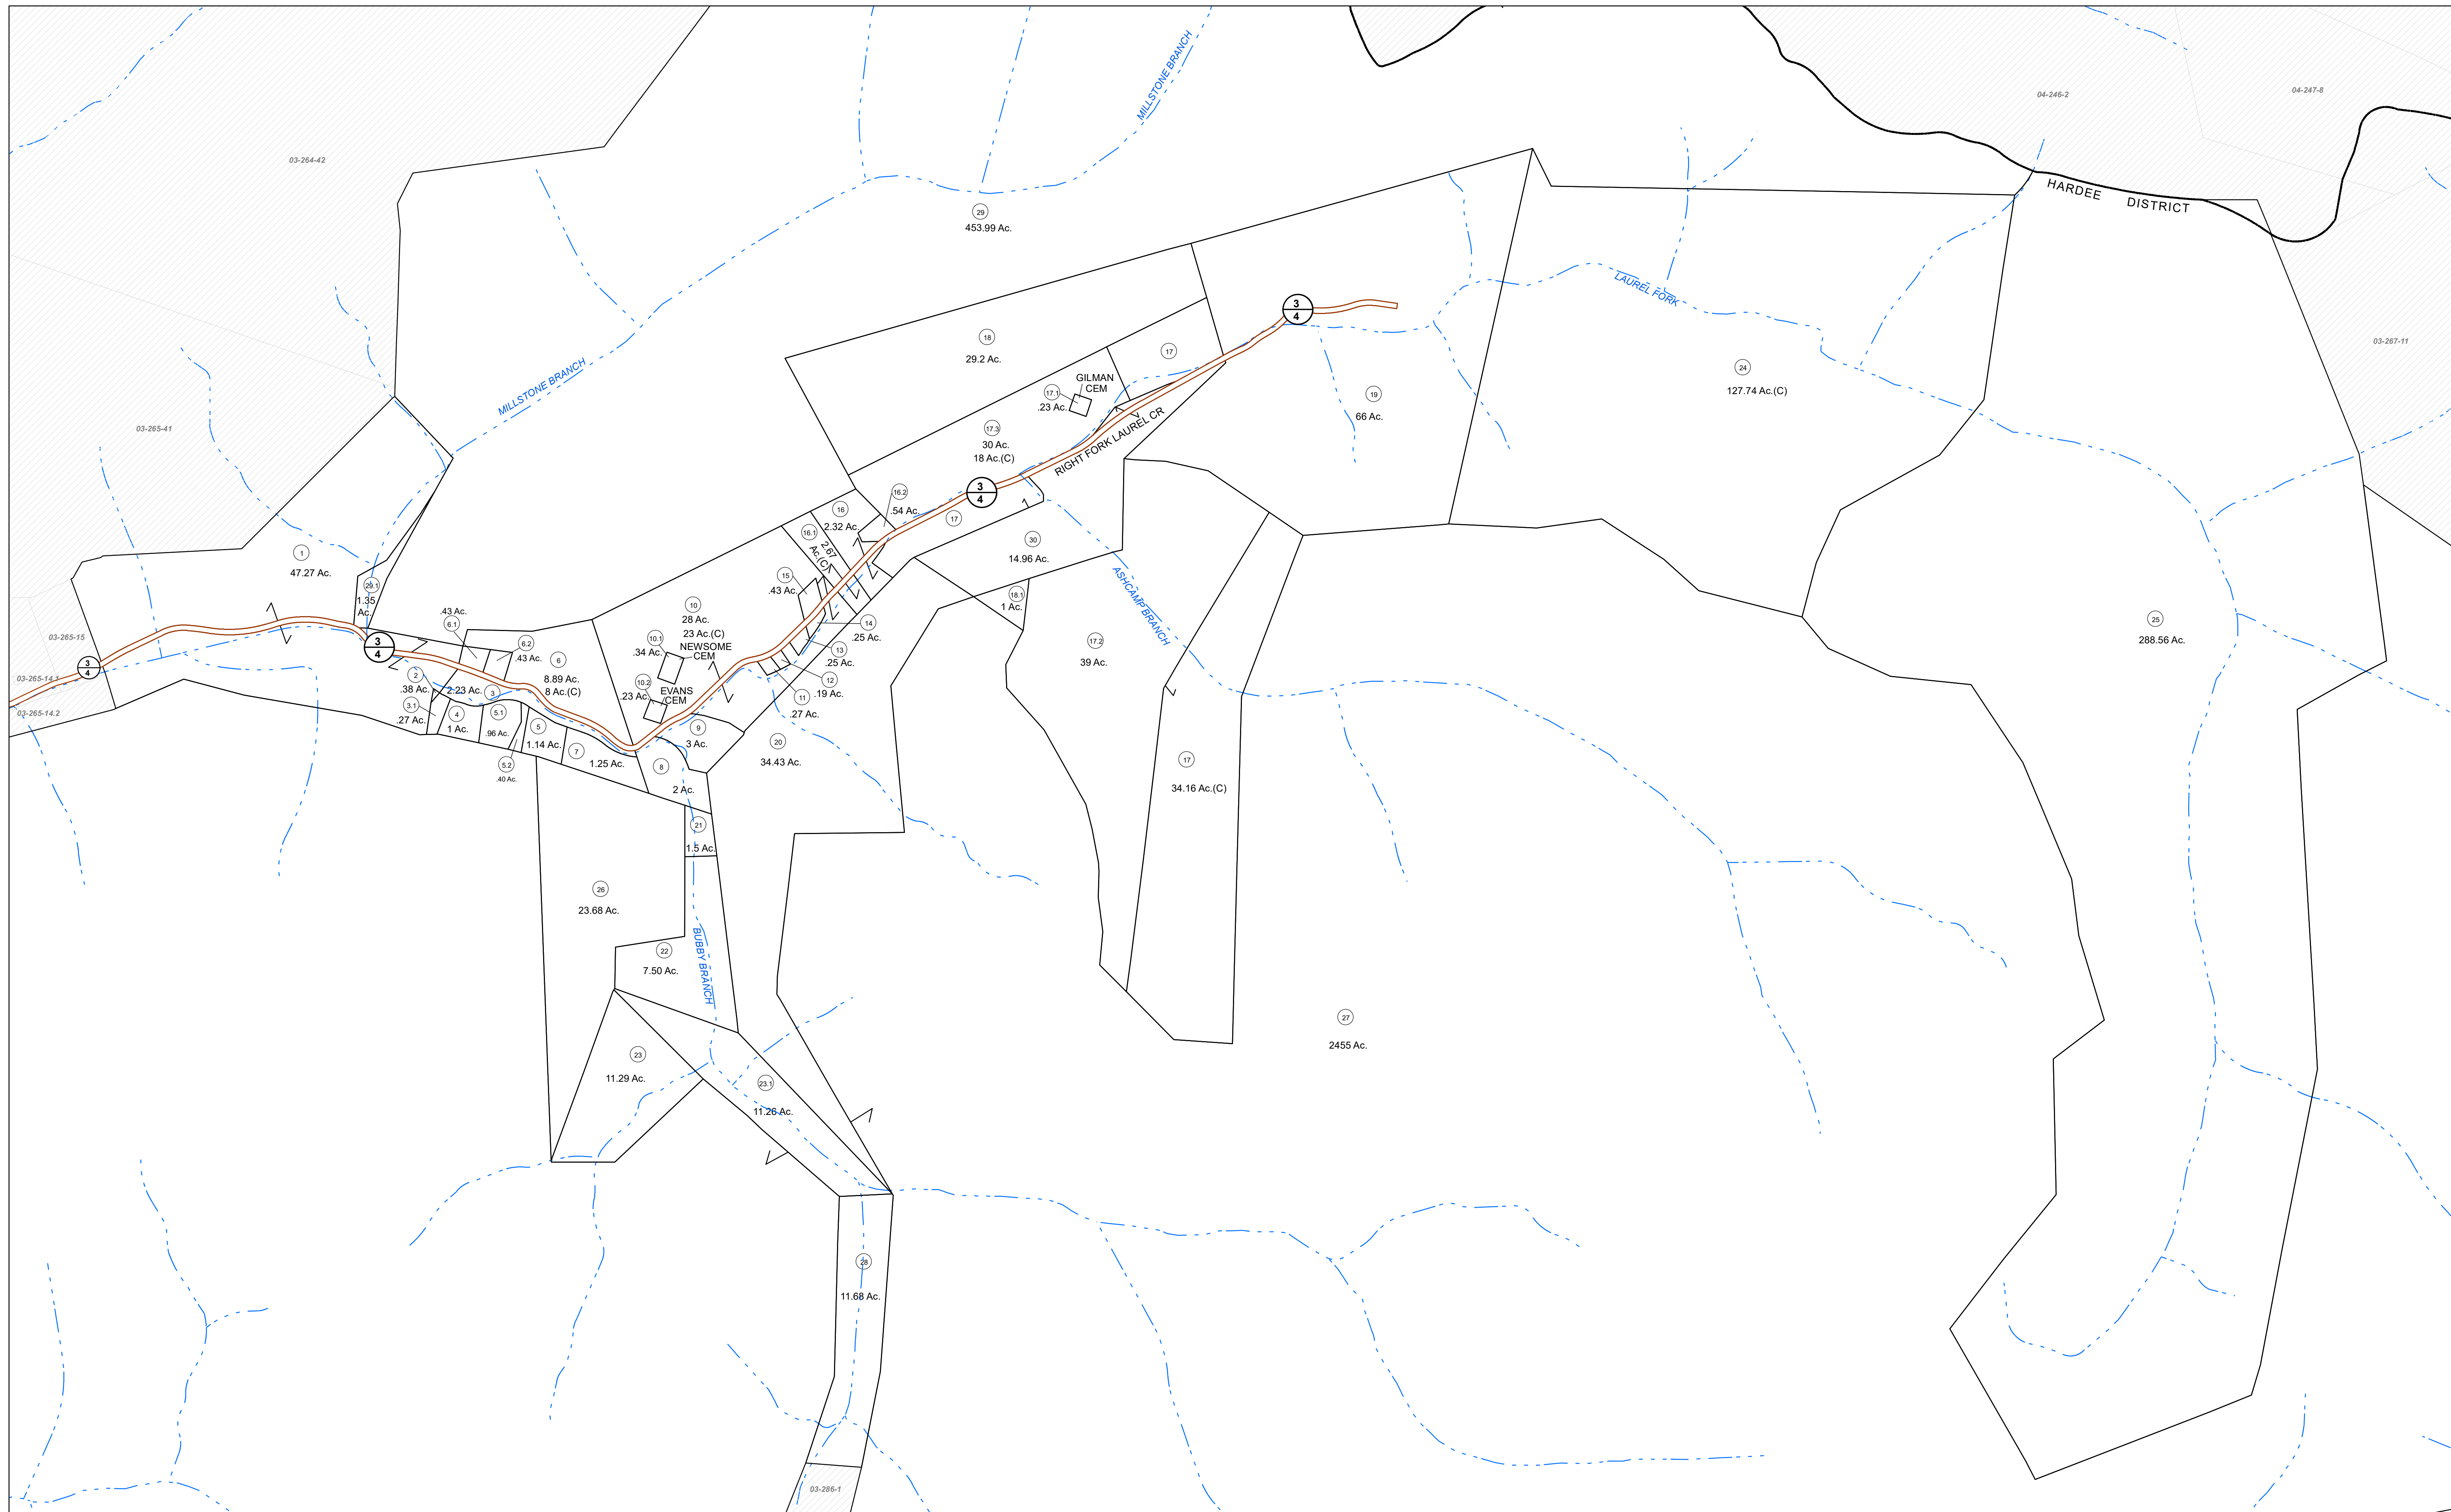 MILLSTONE BRANCH
04-246-2
04-247-8
03-264-42
HARDEE DISTRICT
29
453.99 Ac.
LAUREL FORK
3
4
18
29.2 Ac.
17
03-267-11
24
127.74 Ac.(C)
MILLSTONE BRANCH
GILMAN
CEM
17.1
.23 Ac.
19
66 Ac.
03-265-41
17.3
30 Ac.
18 Ac.(C)
RIGHT FORK LAUREL CR
3
4
16.2
.54 Ac.
16
2.32 Ac.
17
16.1
2.67
Ac.(C)
30
14.96 Ac.
1
47.27 Ac.
29.1
1.35
Ac.
15
.43 Ac.
ASHCAMP BRANCH
18.1
1 Ac.
10
28 Ac.
23 Ac.(C)
.43 Ac.
6.1
14
.25 Ac.
25
288.56 Ac.
03-265-15
3
4
3
4
10.1
.34 Ac.
NEWSOME
CEM
6.2
.43 Ac.
6
8.89 Ac.
8 Ac.(C)
13
.25 Ac.
17.2
39 Ac.
03-265-14.1
2
.38 Ac.
2.23 Ac.
3
10.2
.23 Ac.
EVANS
CEM
12
.19 Ac.
11
.27 Ac.
03-265-14.2
3.1
.27 Ac.
4
1 Ac.
5.1
.96 Ac.
5
1.14 Ac.
9
3 Ac.
7
1.25 Ac.
5.2
.40 Ac.
8
2 Ac.
20
34.43 Ac.
17
34.16 Ac.(C)
21
1.5 Ac.
26
23.68 Ac.
BUBBY BRANCH
22
7.50 Ac.
27
2455 Ac.
23
11.29 Ac.
23.1
11.26 Ac.
28
11.68 Ac.
03-286-1